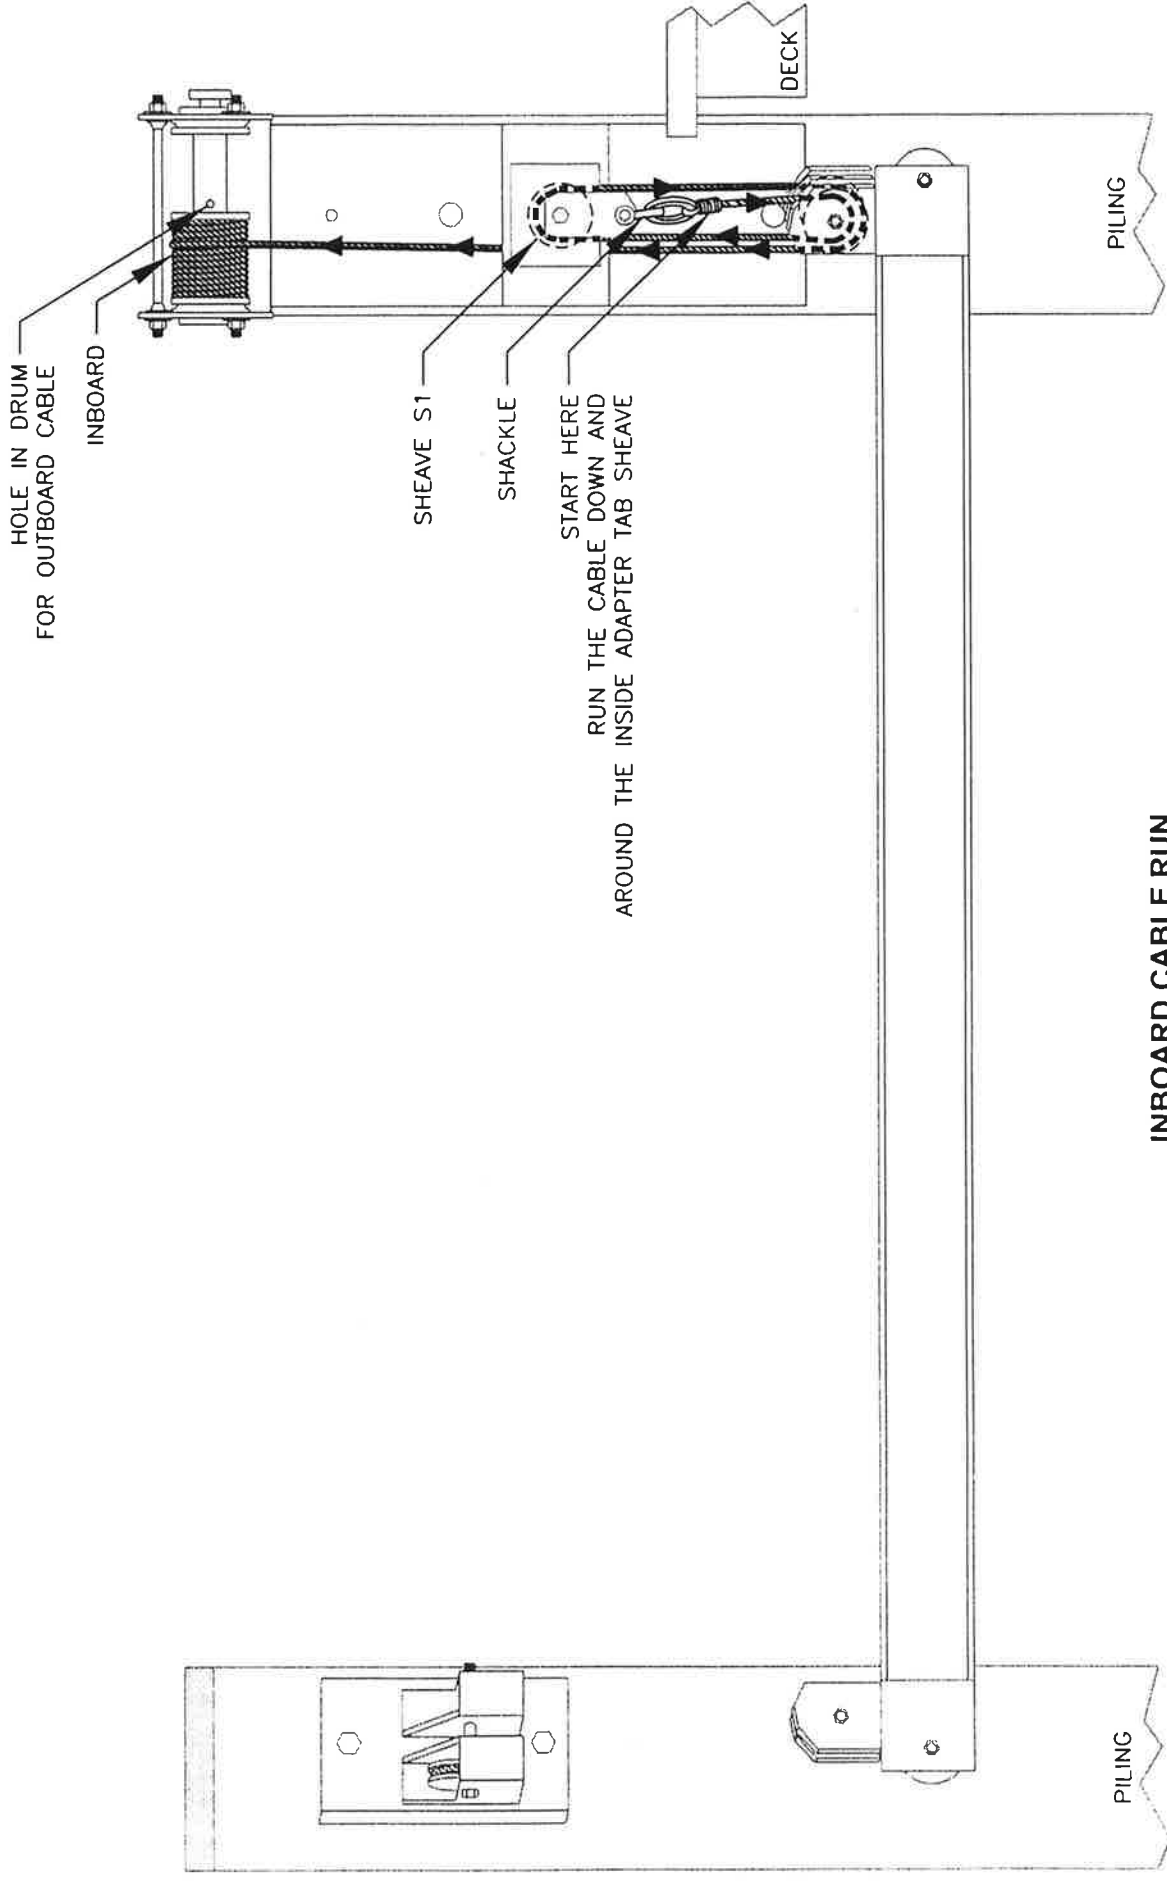 HOLE IN DRUM
FOR OUTBOARD CABLE
INBOARD
SHEAVE S1
SHACKLE
START HERE
RUN THE CABLE DOWN AND
AROUND THE INSIDE ADAPTER TAB SHEAVE
DECK
PILING
PILING
INBOARD CABLE RUN